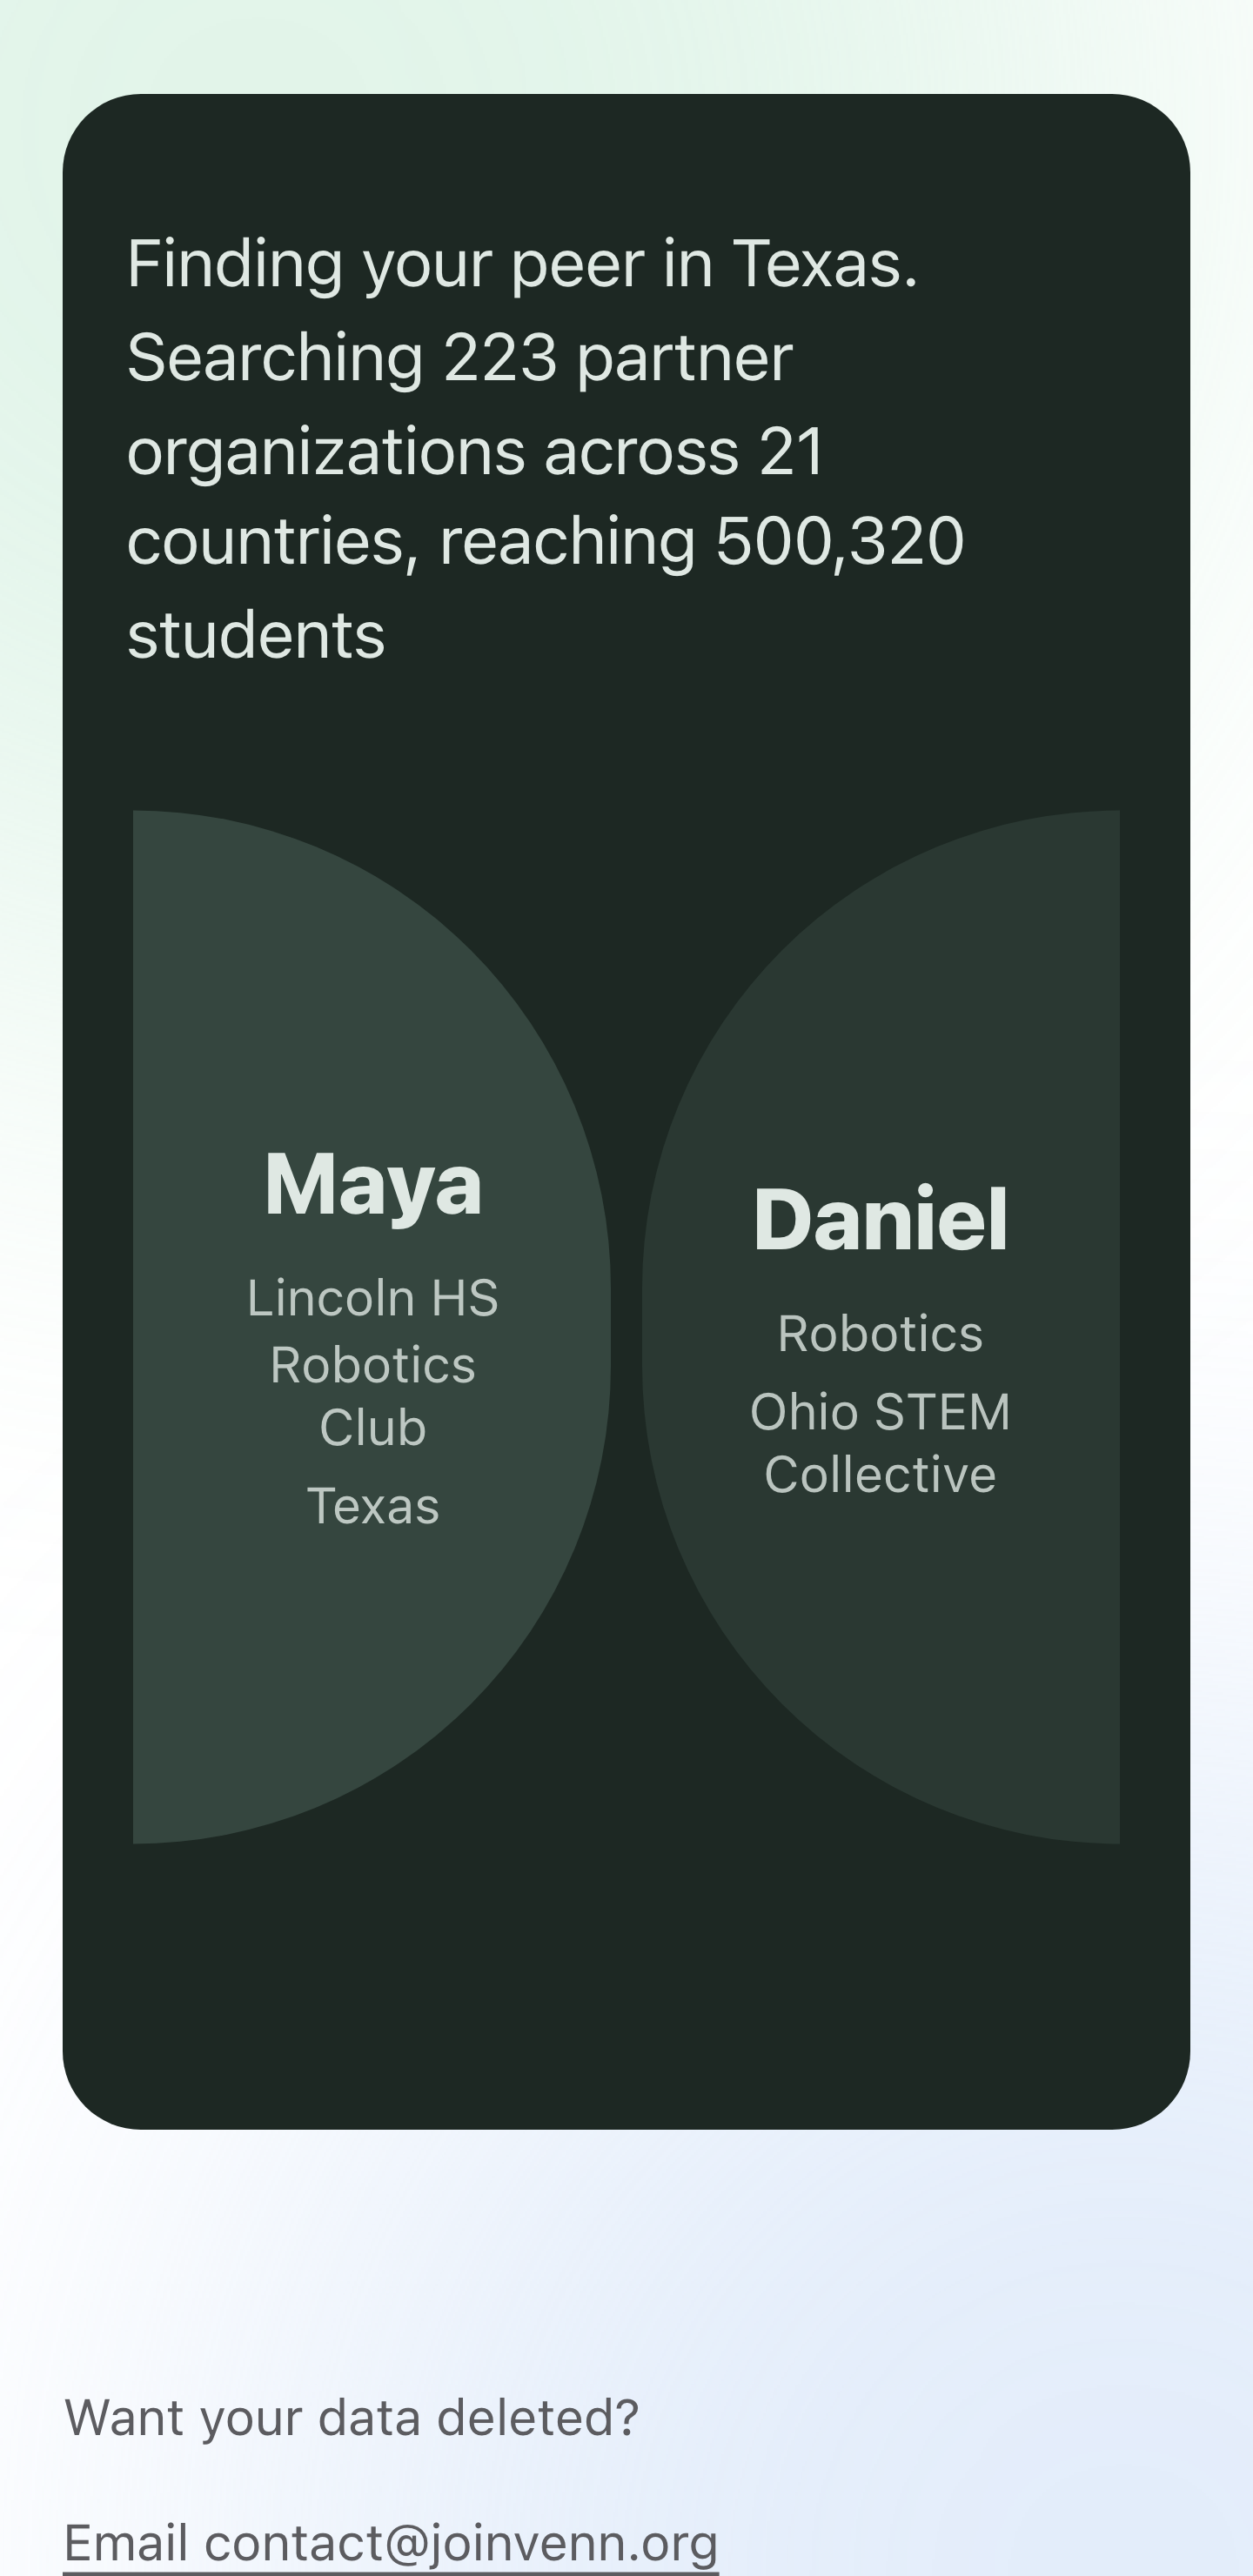 Finding your peer in Texas.
Searching 223 partner
organizations across 21
countries, reaching 500,320
students
Maya
Lincoln HS
Robotics
Club
Texas
Daniel
Robotics
Ohio STEM
Collective
Want your data deleted?
Email contact@joinvenn.org